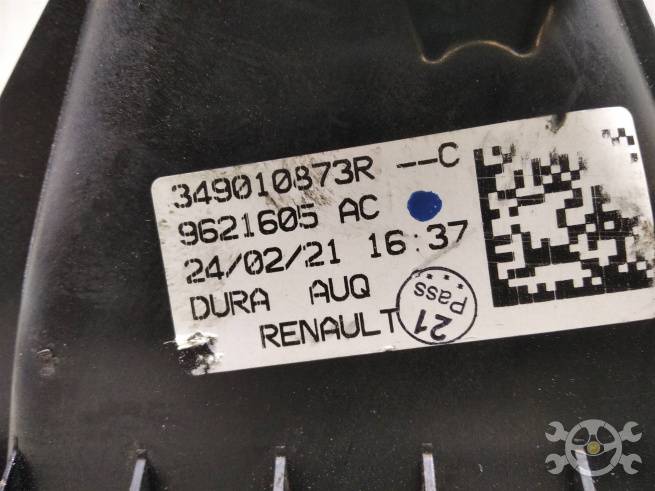 349010873R --C
9621605 AC
24/02/21 16:37
DURA AUQ
RENAULT
21
Pass